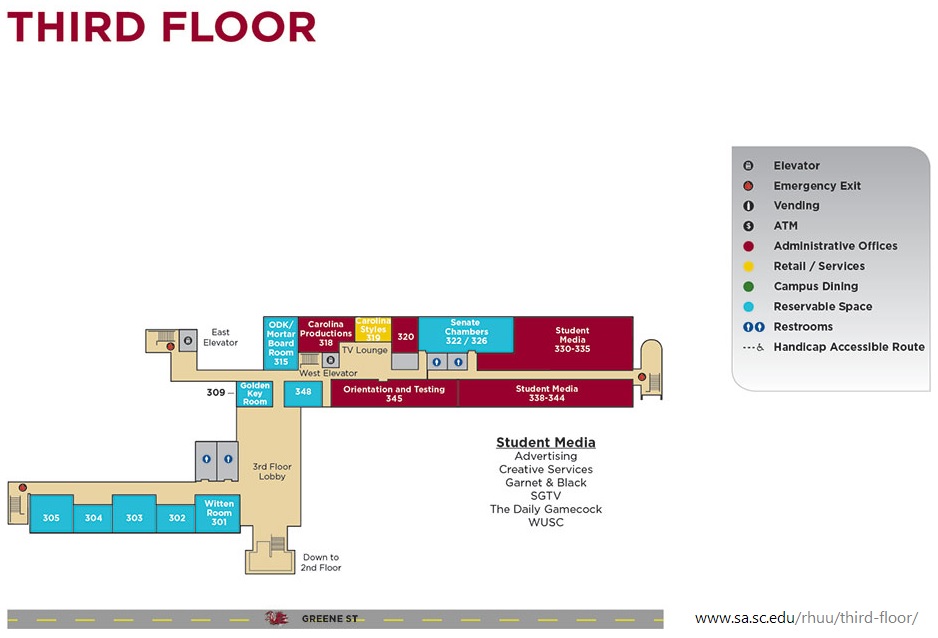 THIRD FLOOR
Elevator
Emergency Exit
Vending
ATM
Administrative Offices
Retail / Services
Campus Dining
Reservable Space
Restrooms
Handicap Accessible Route
East
Elevator
ODK/
Mortar
Board
Room
315
Carolina
Productions
318
Carolina
Styles
319
320
Senate
Chambers
322 / 326
Student
Media
330-335
TV Lounge
West Elevator
309
Golden
Key
Room
348
Orientation and Testing
345
Student Media
338-344
3rd Floor
Lobby
305
304
303
302
Witten
Room
301
Down to
2nd Floor
Student Media
Advertising
Creative Services
Garnet & Black
SGTV
The Daily Gamecock
WUSC
GREENE ST
www.sa.sc.edu/rhuu/third-floor/